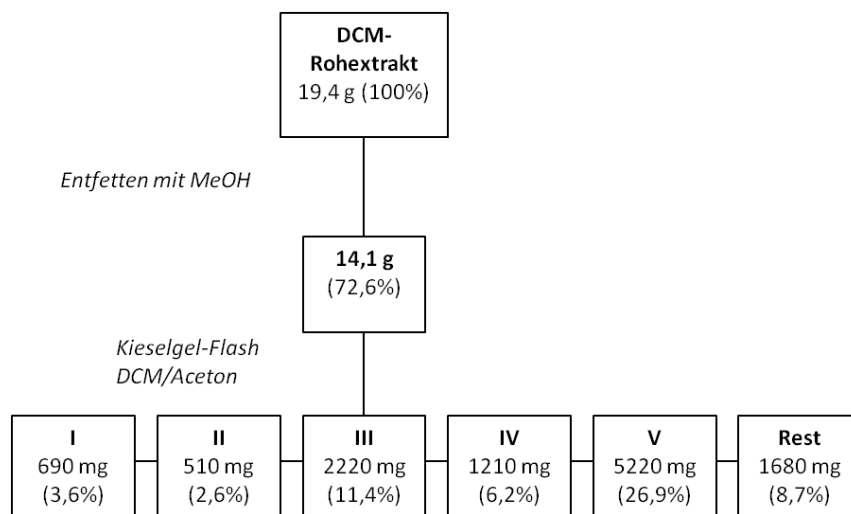 DCM-
Rohextrakt
19,4 g (100%)
Entfetten mit MeOH
14,1 g
(72,6%)
Kieselgel-Flash
DCM/Aceton
I
690 mg
(3,6%)
II
510 mg
(2,6%)
III
2220 mg
(11,4%)
IV
1210 mg
(6,2%)
V
5220 mg
(26,9%)
Rest
1680 mg
(8,7%)